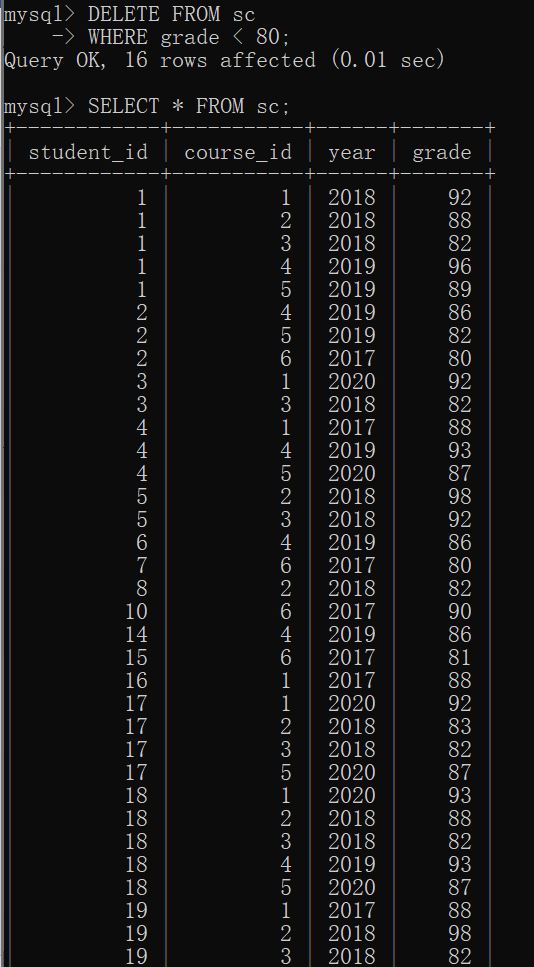 mysql> DELETE FROM sc
    -> WHERE grade < 80;
Query OK, 16 rows affected (0.01 sec)

mysql> SELECT * FROM sc;
+------------+-----------+------+-------+
| student_id | course_id | year | grade |
+------------+-----------+------+-------+
|          1 |         1 | 2018 |    92 |
|          1 |         2 | 2018 |    88 |
|          1 |         3 | 2018 |    82 |
|          1 |         4 | 2019 |    96 |
|          1 |         5 | 2019 |    89 |
|          2 |         4 | 2019 |    86 |
|          2 |         5 | 2019 |    82 |
|          2 |         6 | 2017 |    80 |
|          3 |         1 | 2020 |    92 |
|          3 |         3 | 2018 |    82 |
|          4 |         1 | 2017 |    88 |
|          4 |         4 | 2019 |    93 |
|          4 |         5 | 2020 |    87 |
|          5 |         2 | 2018 |    98 |
|          5 |         3 | 2018 |    92 |
|          6 |         4 | 2019 |    86 |
|          7 |         6 | 2017 |    80 |
|          8 |         2 | 2018 |    82 |
|         10 |         6 | 2017 |    90 |
|         14 |         4 | 2019 |    86 |
|         15 |         6 | 2017 |    81 |
|         16 |         1 | 2017 |    88 |
|         17 |         1 | 2020 |    92 |
|         17 |         2 | 2018 |    83 |
|         17 |         3 | 2018 |    82 |
|         17 |         5 | 2020 |    87 |
|         18 |         1 | 2020 |    93 |
|         18 |         2 | 2018 |    88 |
|         18 |         3 | 2018 |    82 |
|         18 |         4 | 2019 |    93 |
|         18 |         5 | 2020 |    87 |
|         19 |         1 | 2017 |    88 |
|         19 |         2 | 2018 |    98 |
|         19 |         3 | 2018 |    82 |